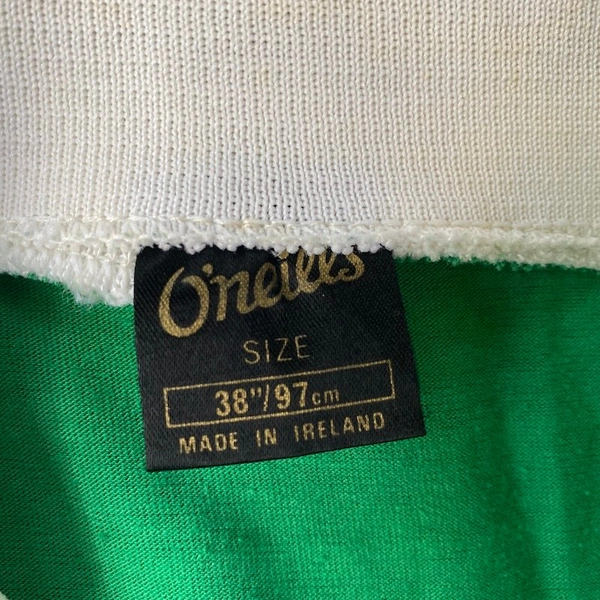 O'neills
SIZE
38"/97cm
MADE IN IRELAND